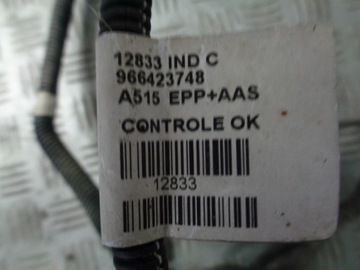 12833 IND C
966423748
A515 EPP+AAS
CONTROLE OK
12833